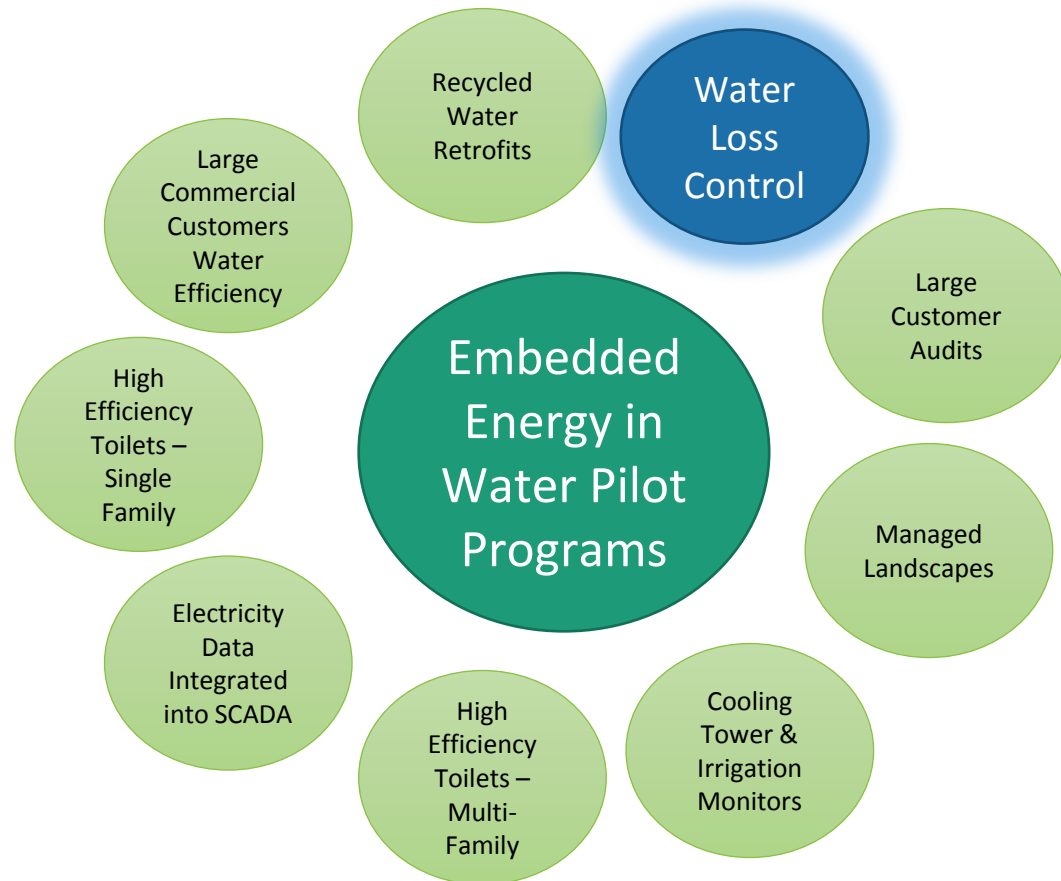 Recycled
Water
Retrofits
Water
Loss
Control
Large
Commercial
Customers
Water
Efficiency
Large
Customer
Audits
High
Efficiency
Toilets –
Single
Family
Embedded
Energy in
Water Pilot
Programs
Managed
Landscapes
Electricity
Data
Integrated
into SCADA
High
Efficiency
Toilets –
Multi-
Family
Cooling
Tower &
Irrigation
Monitors